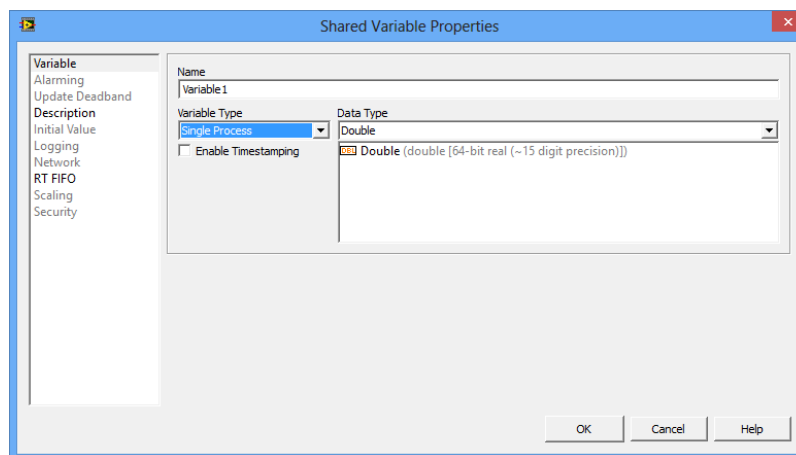 Shared Variable Properties
Variable
Alarming
Update Deadband
Description
Initial Value
Logging
Network
RT FIFO
Scaling
Security
Name
Variable1
Variable Type
Single Process
Enable Timestamping
Data Type
Double
DBL Double (double [64-bit real (~15 digit precision)])
OK
Cancel
Help